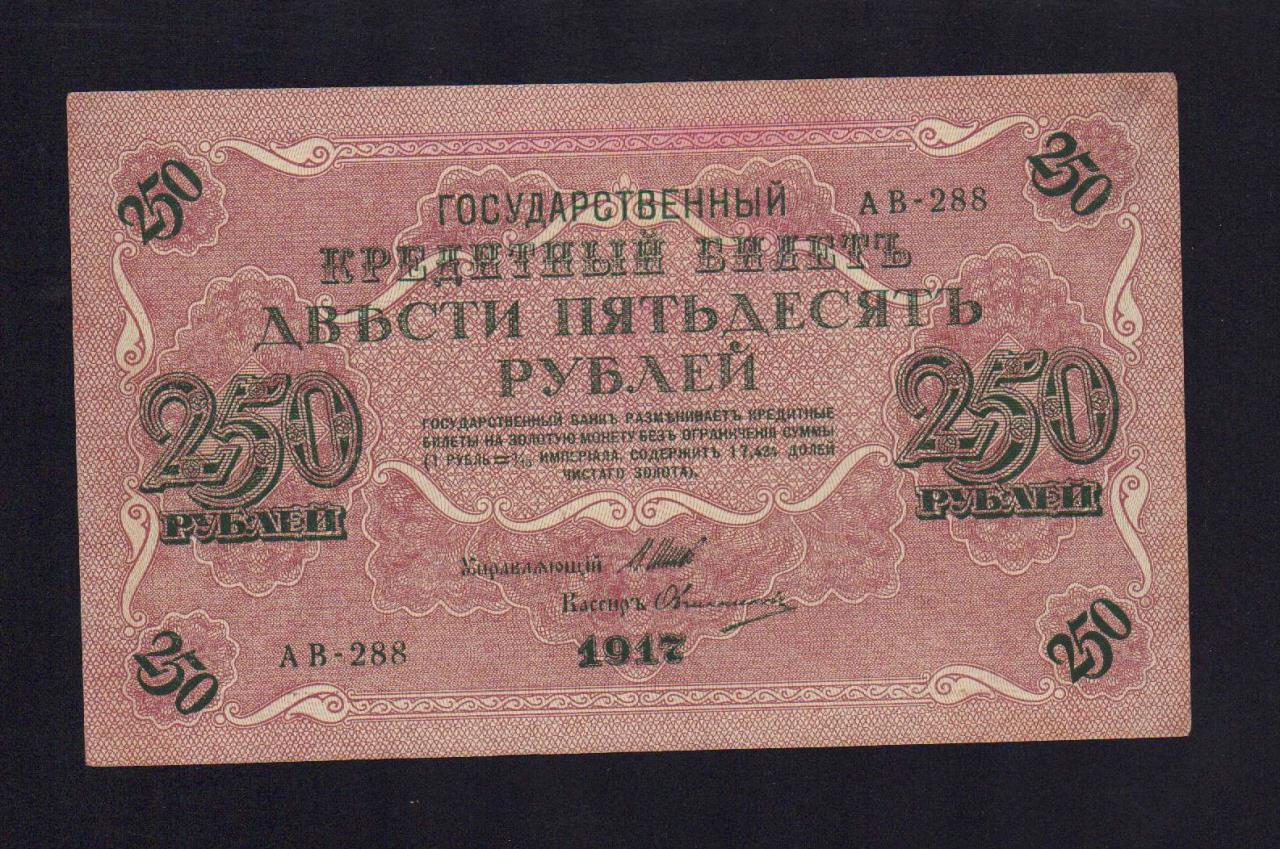 250
250
ГОСУДАРСТВЕННЫЙ
АВ-288
КРЕДИТНЫЙ БИЛЕТЪ
ДВѢСТИ ПЯТЬДЕСЯТЪ
РУБЛЕЙ
250
РУБЛЕЙ
250
РУБЛЕЙ
ГОСУДАРСТВЕННЫЙ БАНКЪ РАЗМѢНИВАЕТЪ КРЕДИТНЫЕ
БИЛЕТЫ НА ЗОЛОТУЮ МОНЕТУ БЕЗЪ ОГРАНИЧЕНІЯ СУММЫ
(1 РУБЛЬ = 1/15 ИМПЕРІАЛА, СОДЕРЖИТЪ 17,424 ДОЛЕЙ
ЧИСТАГО ЗОЛОТА).
Управляющій
Кассиръ
АВ-288
1917
250
250